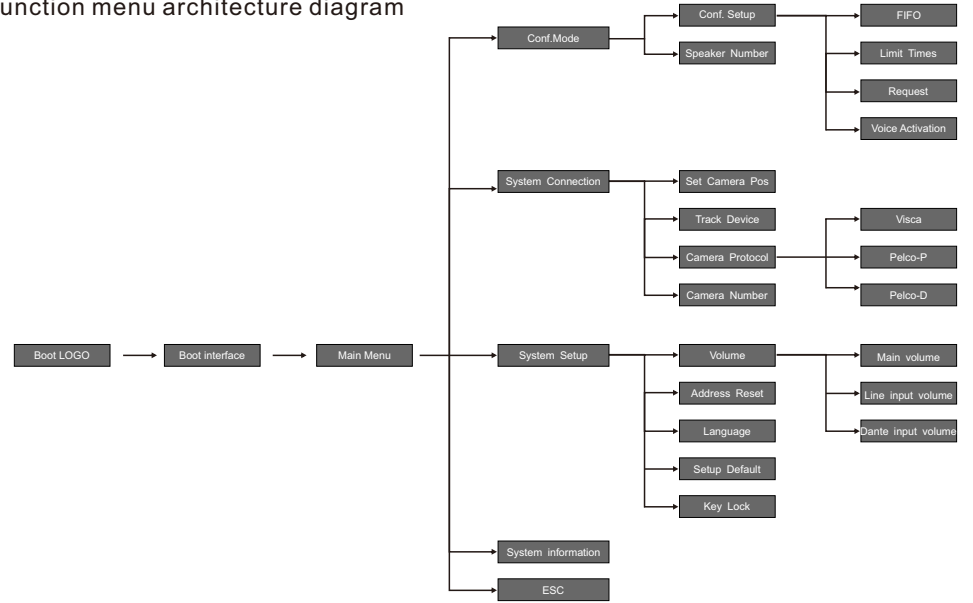 unction menu architecture diagram
Boot LOGO
Boot interface
Main Menu
Conf.Mode
Conf. Setup
FIFO
Limit Times
Request
Voice Activation
Speaker Number
System Connection
Set Camera Pos
Track Device
Camera Protocol
Visca
Pelco-P
Pelco-D
Camera Number
System Setup
Volume
Main volume
Line input volume
Dante input volume
Address Reset
Language
Setup Default
Key Lock
System information
ESC